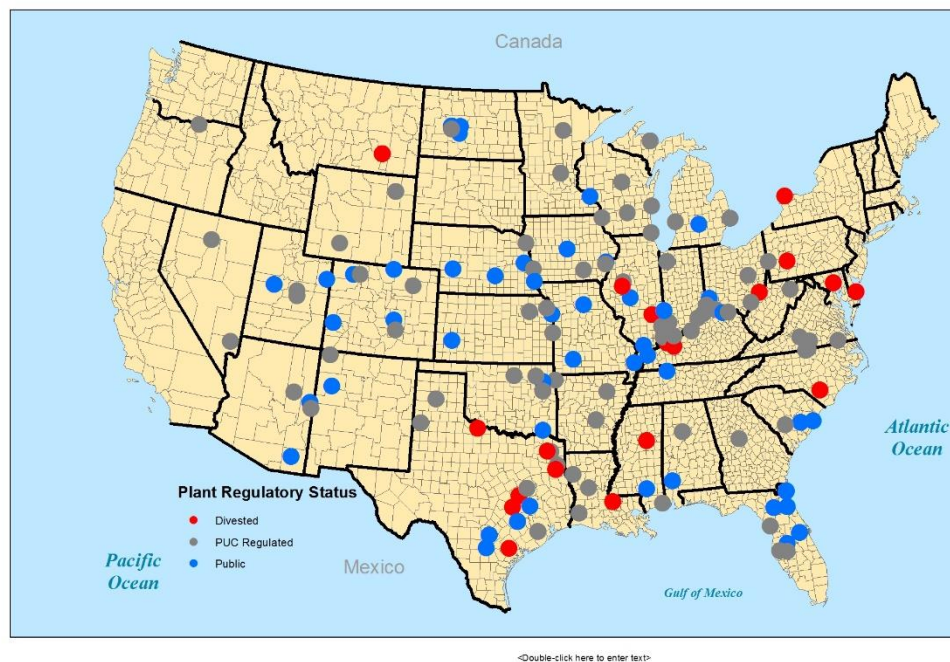 Canada
Atlantic
Ocean
Plant Regulatory Status
Divested
PUC Regulated
Public
Pacific
Ocean
Mexico
Gulf of Mexico
<Double-click here to enter text>